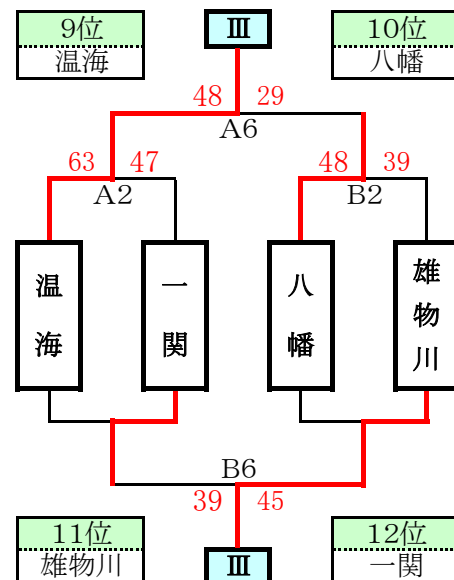 9位
温海
Ⅲ
10位
八幡
48 29
A6
63 47
A2
48 39
B2
温海
一関
八幡
雄物川
B6
39 45
11位
雄物川
Ⅲ
12位
一関